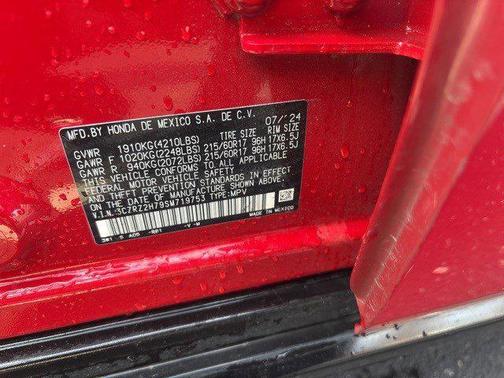 MFD.BY HONDA DE MEXICO S.A. DE C.V. 07/'24
GVWR 1910KG(4210LBS) TIRE SIZE RIM SIZE
GAWR F 1020KG(2248LBS) 215/60R17 96H 17X6.5J
GAWR R 940KG(2072LBS) 215/60R17 96H 17X6.5J
THIS VEHICLE CONFORMS TO ALL APPLICABLE
FEDERAL MOTOR VEHICLE SAFETY
AND THEFT PREVENTION STANDARDS IN EFFECT
ON THE DATE OF MANUFACTURE SHOWN ABOVE.
V.I.N. 3CZRZ2H79SM719753 TYPE:MPV
MADE IN MEXICO